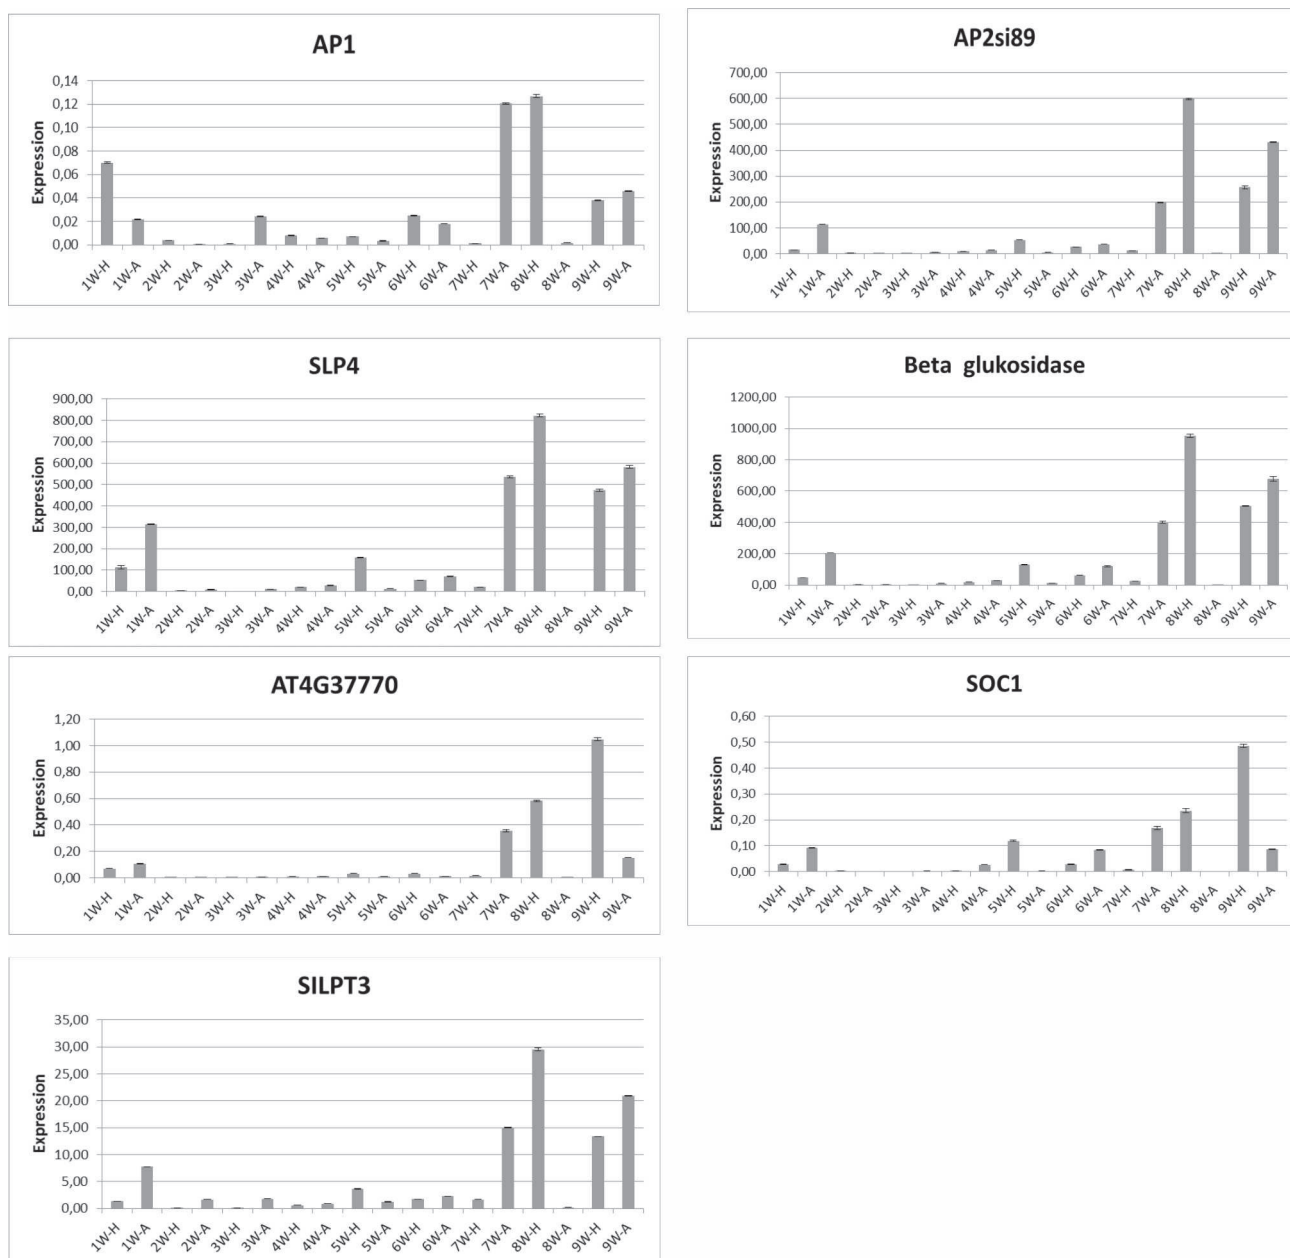 AP1
Expression
0,14
0,12
0,10
0,08
0,06
0,04
0,02
0,00
1W-H 1W-A 2W-H 2W-A 3W-H 3W-A 4W-H 4W-A 5W-H 5W-A 6W-H 6W-A 7W-H 7W-A 8W-H 8W-A 9W-H 9W-A
AP2si89
Expression
700,00
600,00
500,00
400,00
300,00
200,00
100,00
0,00
1W-H 1W-A 2W-H 2W-A 3W-H 3W-A 4W-H 4W-A 5W-H 5W-A 6W-H 6W-A 7W-H 7W-A 8W-H 8W-A 9W-H 9W-A
SLP4
Expression
900,00
800,00
700,00
600,00
500,00
400,00
300,00
200,00
100,00
0,00
1W-H 1W-A 2W-H 2W-A 3W-H 3W-A 4W-H 4W-A 5W-H 5W-A 6W-H 6W-A 7W-H 7W-A 8W-H 8W-A 9W-H 9W-A
Beta glukosidase
Expression
1200,00
1000,00
800,00
600,00
400,00
200,00
0,00
1W-H 1W-A 2W-H 2W-A 3W-H 3W-A 4W-H 4W-A 5W-H 5W-A 6W-H 6W-A 7W-H 7W-A 8W-H 8W-A 9W-H 9W-A
AT4G37770
Expression
1,20
1,00
0,80
0,60
0,40
0,20
0,00
1W-H 1W-A 2W-H 2W-A 3W-H 3W-A 4W-H 4W-A 5W-H 5W-A 6W-H 6W-A 7W-H 7W-A 8W-H 8W-A 9W-H 9W-A
SOC1
Expression
0,60
0,50
0,40
0,30
0,20
0,10
0,00
1W-H 1W-A 2W-H 2W-A 3W-H 3W-A 4W-H 4W-A 5W-H 5W-A 6W-H 6W-A 7W-H 7W-A 8W-H 8W-A 9W-H 9W-A
SILPT3
Expression
35,00
30,00
25,00
20,00
15,00
10,00
5,00
0,00
1W-H 1W-A 2W-H 2W-A 3W-H 3W-A 4W-H 4W-A 5W-H 5W-A 6W-H 6W-A 7W-H 7W-A 8W-H 8W-A 9W-H 9W-A